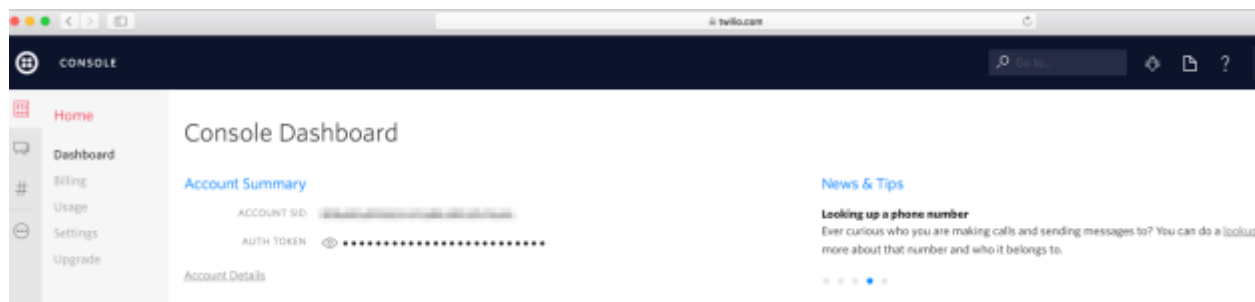 twilio.com
CONSOLE
Go to...
?
Home
Dashboard
Billing
Usage
Settings
Upgrade
#
Console Dashboard
Account Summary
ACCOUNT SID
AUTH TOKEN ••••••••••••••••••••••••••
Account Details
News & Tips
Looking up a phone number
Ever curious who you are making calls and sending messages to? You can do a lookup
more about that number and who it belongs to.